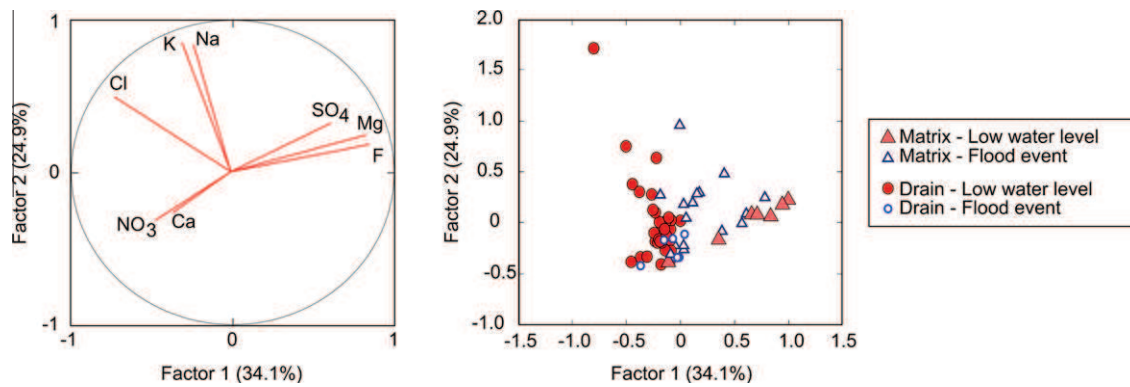 1
0
-1
-1
0
1
Factor 2 (24.9%)
Factor 1 (34.1%)
K
Na
Cl
SO4
Mg
F
NO3
Ca
2.0
1.5
1.0
0.5
0
-0.5
-1.0
-1.5
-1.0
-0.5
0
0.5
1.0
1.5
Factor 2 (24.9%)
Factor 1 (34.1%)
Matrix - Low water level
Matrix - Flood event
Drain - Low water level
Drain - Flood event